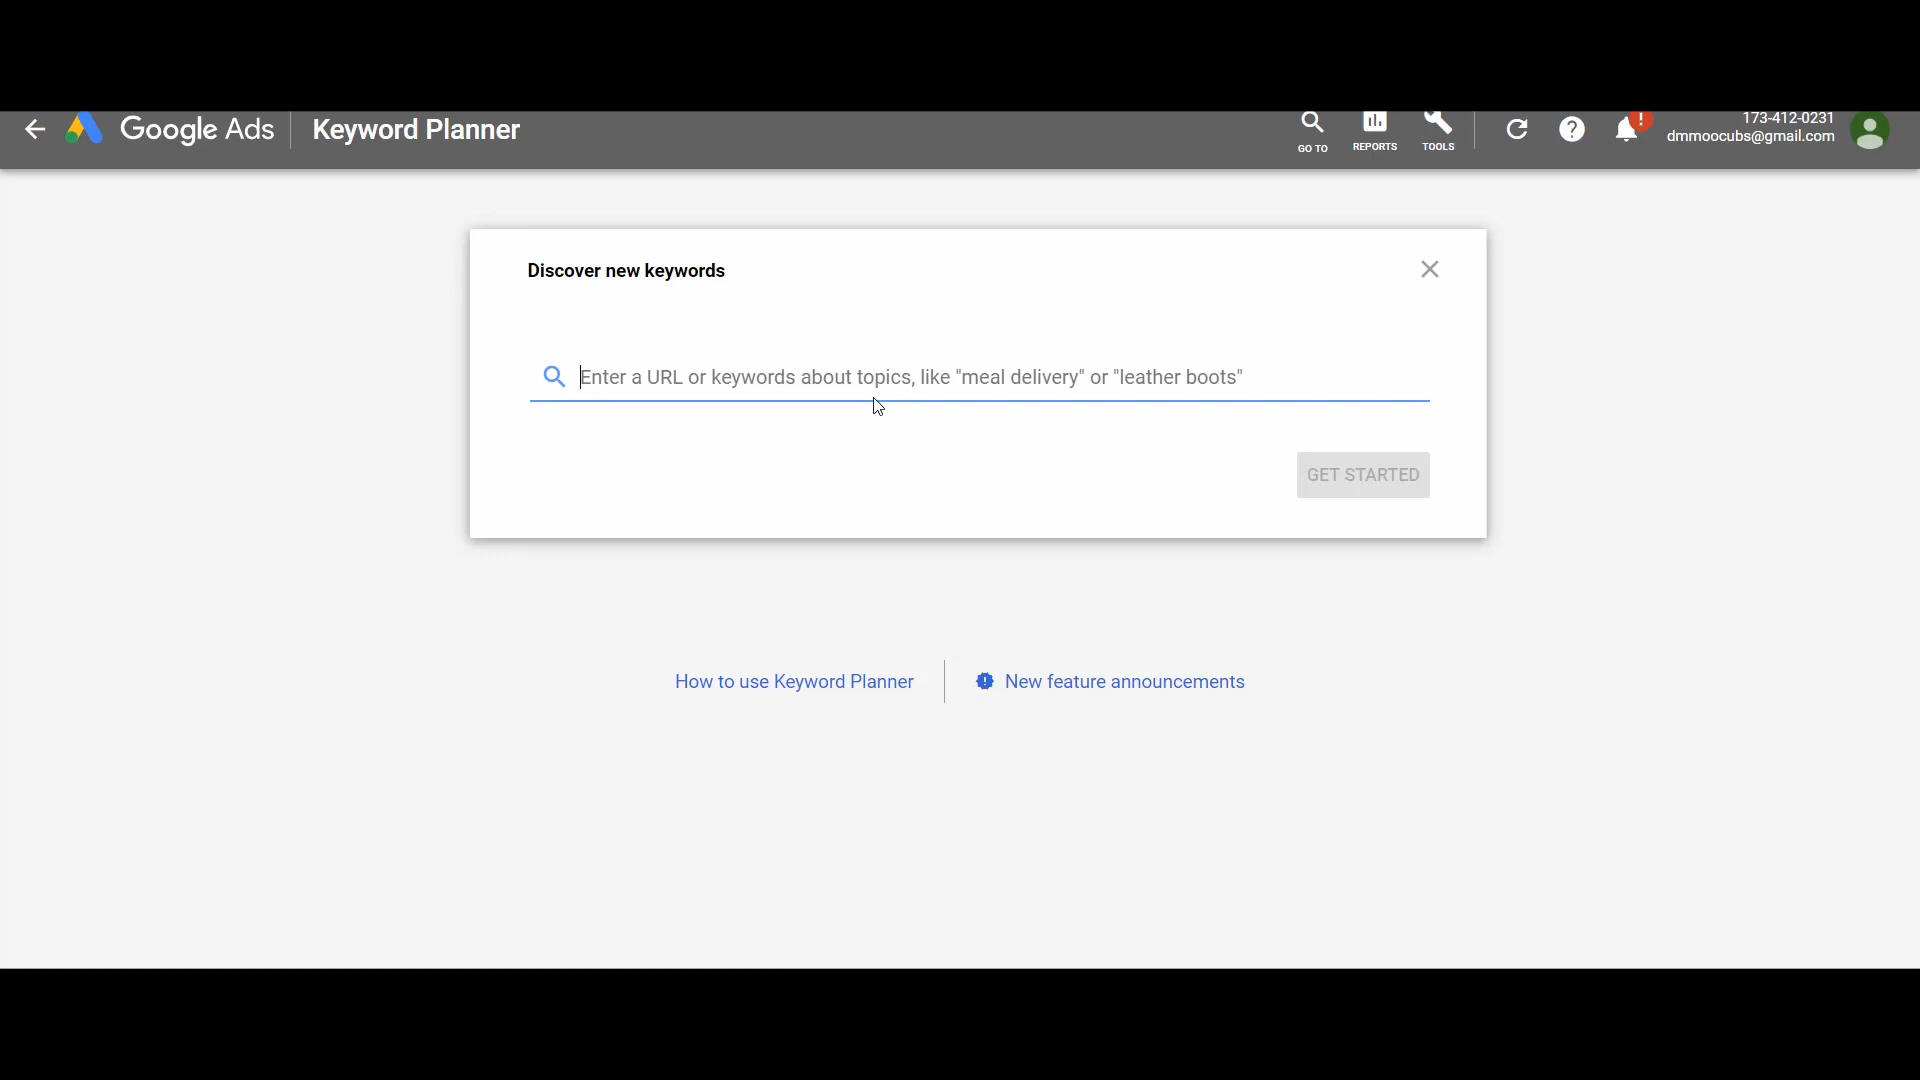 Google Ads
Keyword Planner
GO TO
REPORTS
TOOLS
?
!
173-412-0231
dmmoocubs@gmail.com
Discover new keywords
Enter a URL or keywords about topics, like "meal delivery" or "leather boots"
GET STARTED
How to use Keyword Planner
New feature announcements